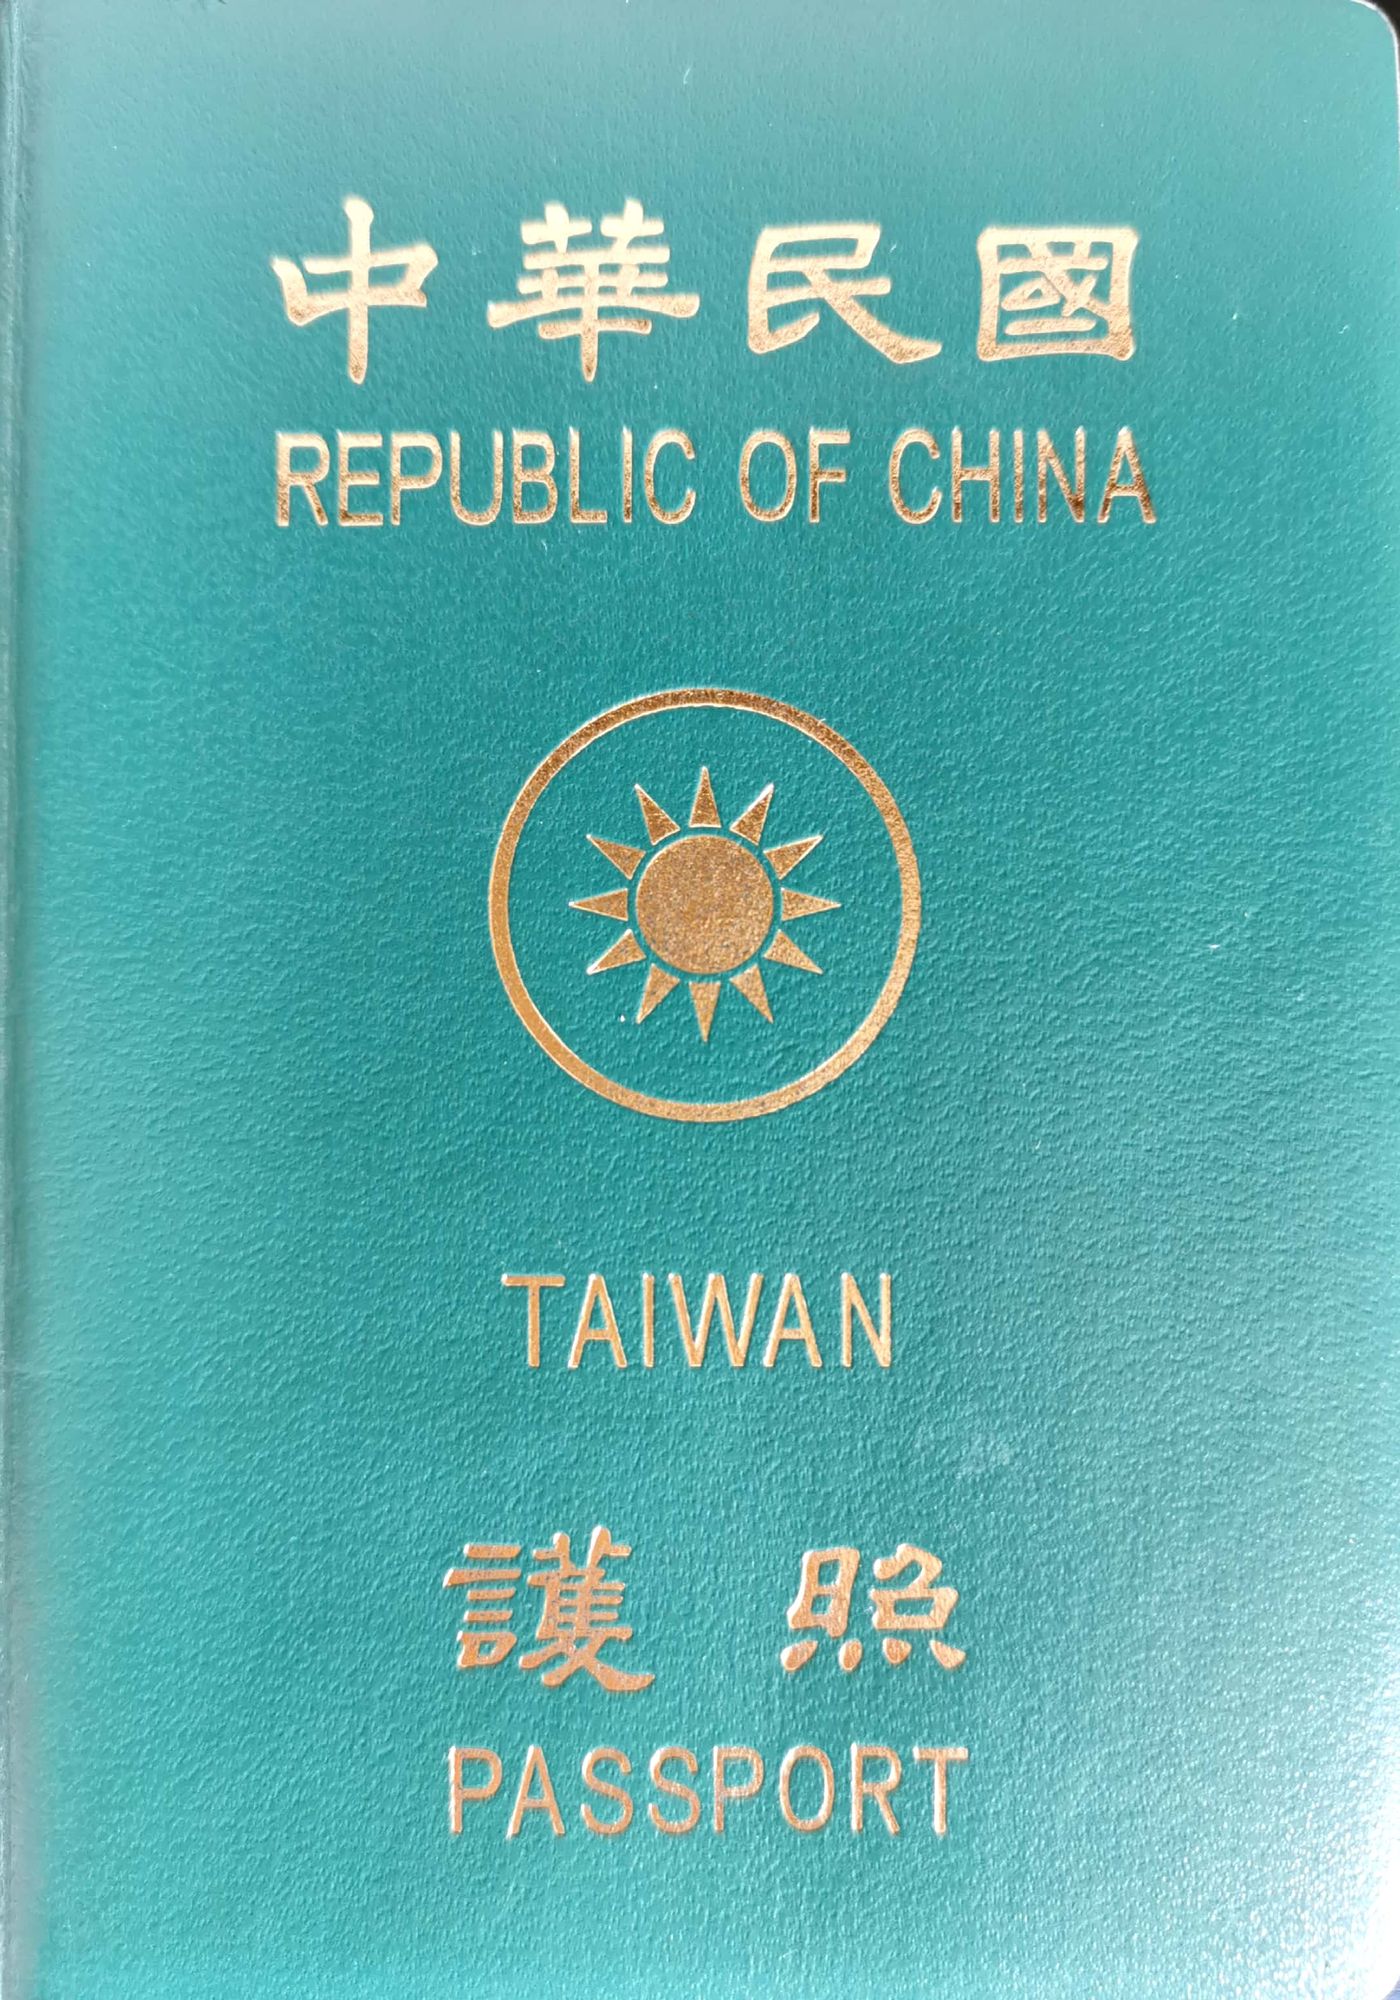 中華民國
REPUBLIC OF CHINA
TAIWAN
護照
PASSPORT